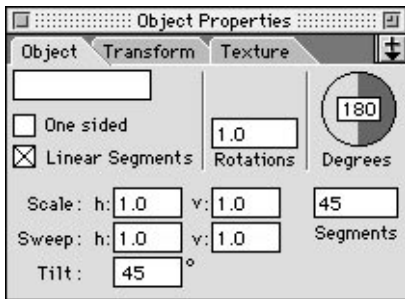 Object Properties
Object Transform Texture
One sided
Linear Segments
1.0
Rotations
180
Degrees
Scale: h: 1.0 v: 1.0
Sweep: h: 1.0 v: 1.0
Tilt: 45 °
45
Segments